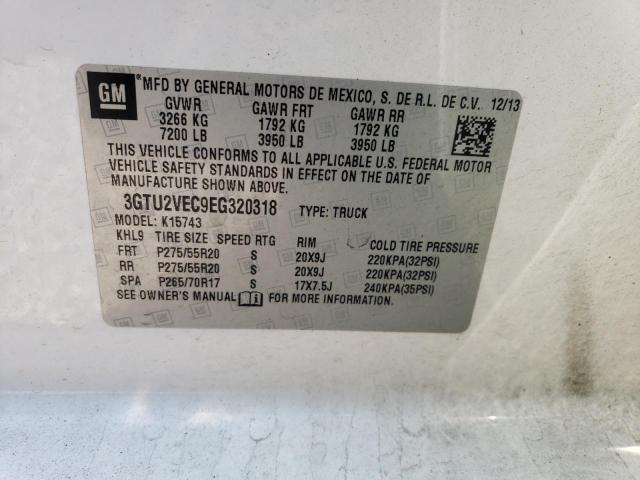 GM ® MFD BY GENERAL MOTORS DE MEXICO, S. DE R.L. DE C.V. 12/13
GVWR GAWR FRT GAWR RR
3266 KG 1792 KG 1792 KG
7200 LB 3950 LB 3950 LB
THIS VEHICLE CONFORMS TO ALL APPLICABLE U.S. FEDERAL MOTOR
VEHICLE SAFETY STANDARDS IN EFFECT ON THE DATE OF
MANUFACTURE SHOWN ABOVE.
3GTU2VEC9EG320318 TYPE: TRUCK
MODEL: K15743
KHL9 TIRE SIZE SPEED RTG RIM COLD TIRE PRESSURE
FRT P275/55R20 S 20X9J 220KPA(32PSI)
RR P275/55R20 S 20X9J 220KPA(32PSI)
SPA P265/70R17 S 17X7.5J 240KPA(35PSI)
SEE OWNER'S MANUAL FOR MORE INFORMATION.